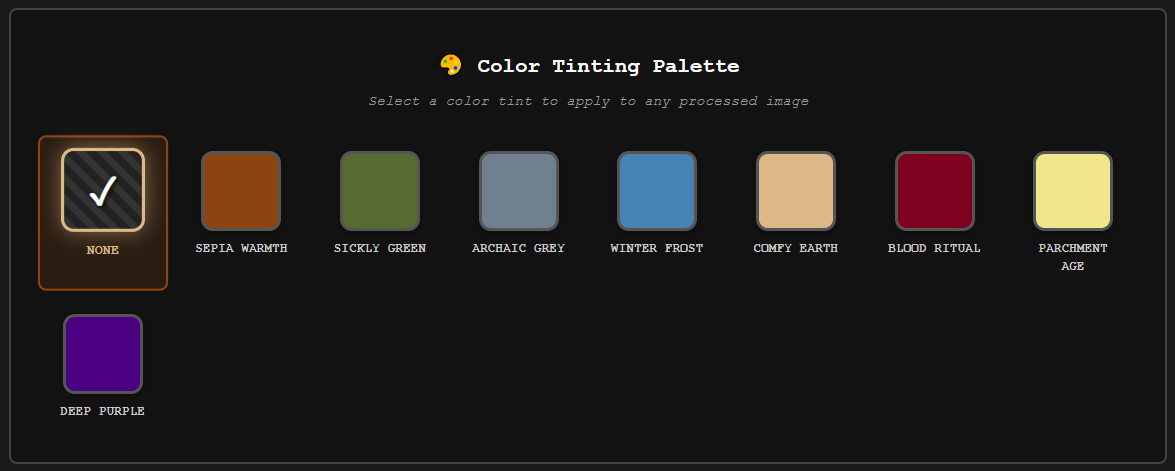 Color Tinting Palette
Select a color tint to apply to any processed image
NONE
SEPIA WARMTH
SICKLY GREEN
ARCHAIC GREY
WINTER FROST
COMFY EARTH
BLOOD RITUAL
PARCHMENT
AGE
DEEP PURPLE